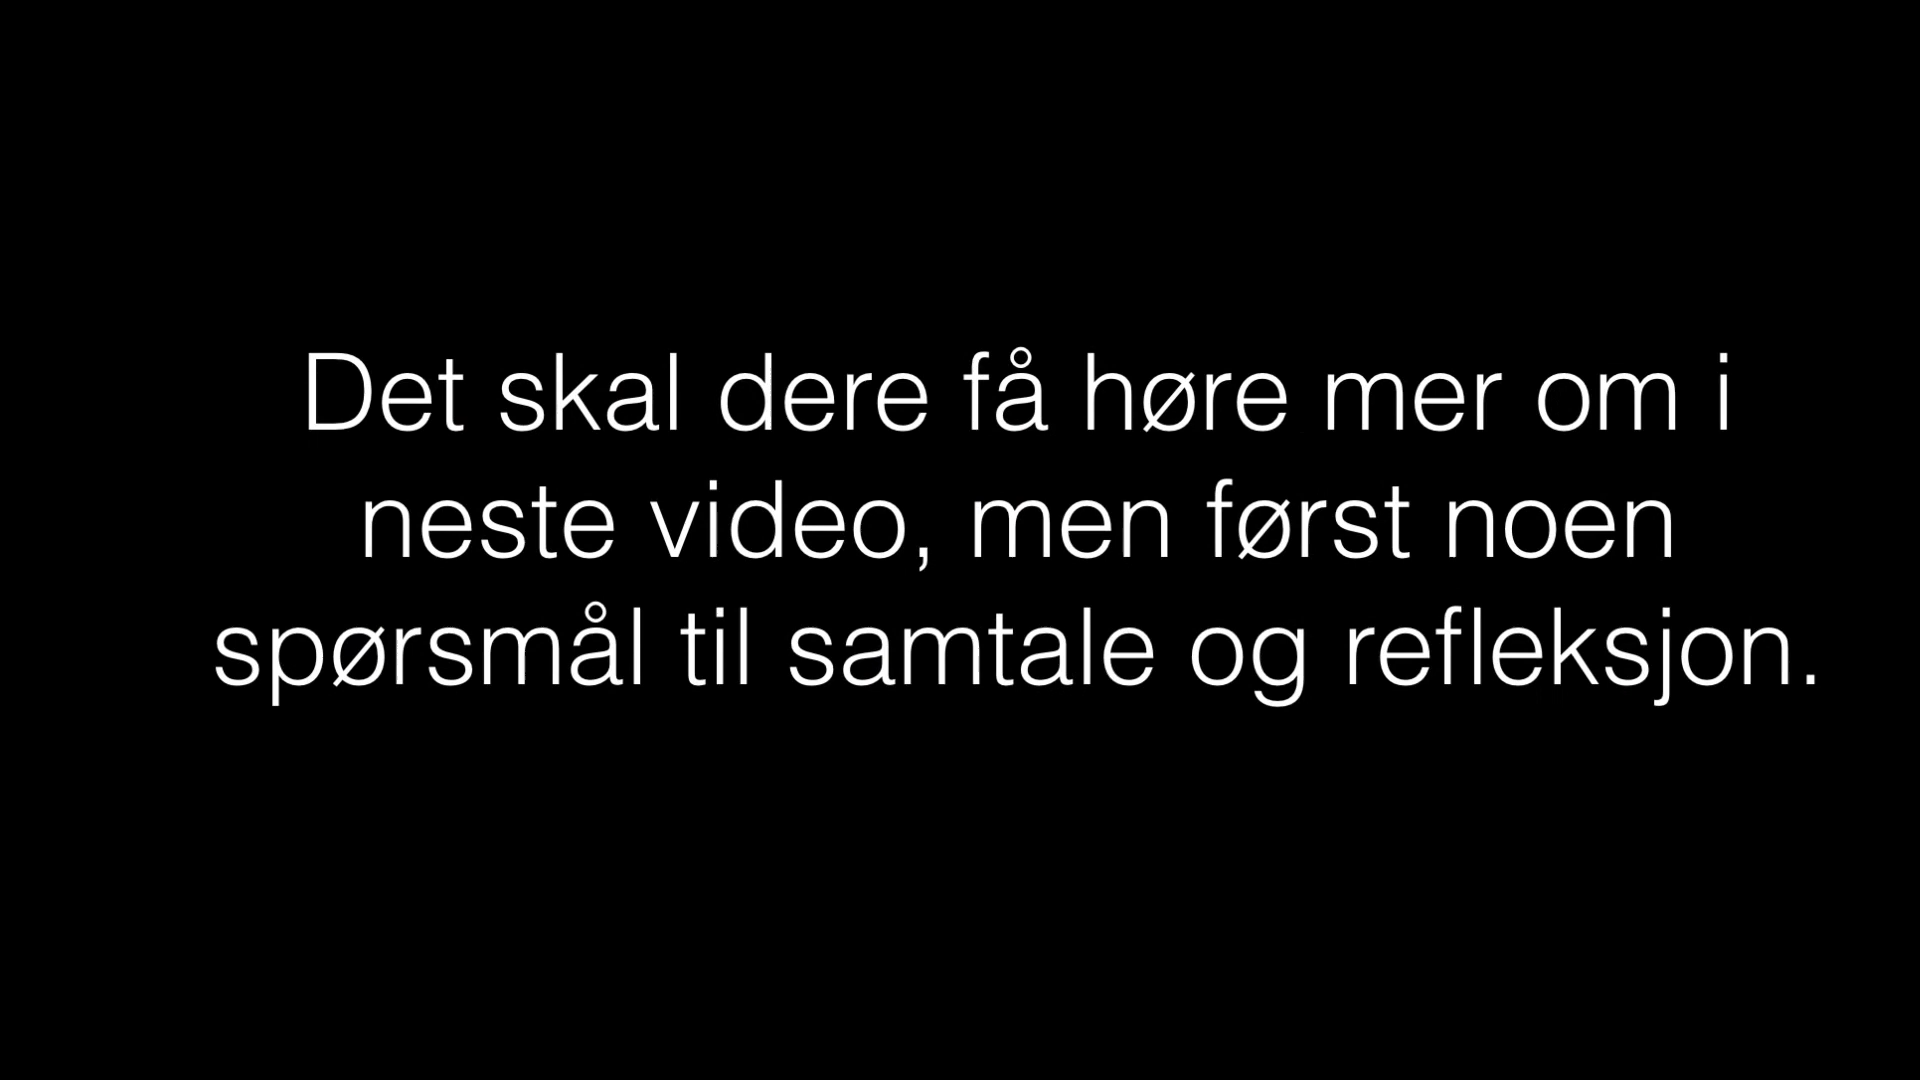 Det skal dere få høre mer om i
neste video, men først noen
spørsmål til samtale og refleksjon.